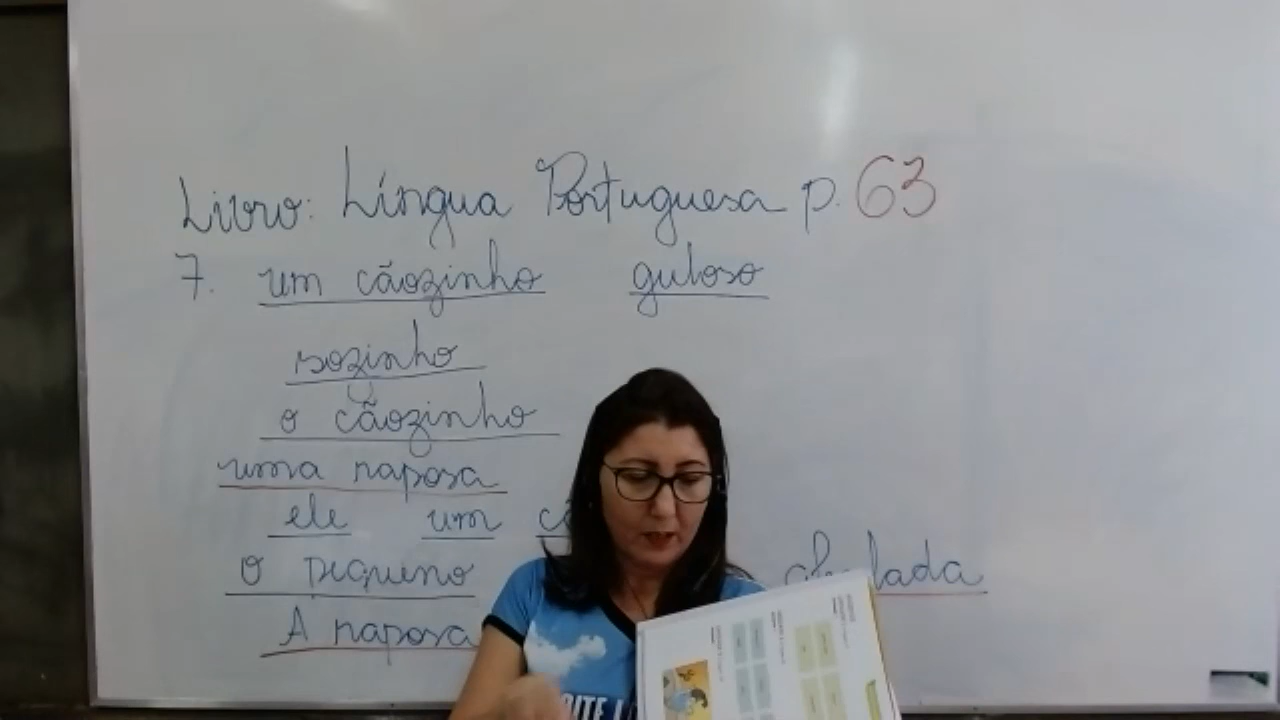 Livro: Língua Portuguesa p. 63
7. um cãozinho guloso
sozinho
o cãozinho
uma raposa
ele um
o pequeno
A raposa